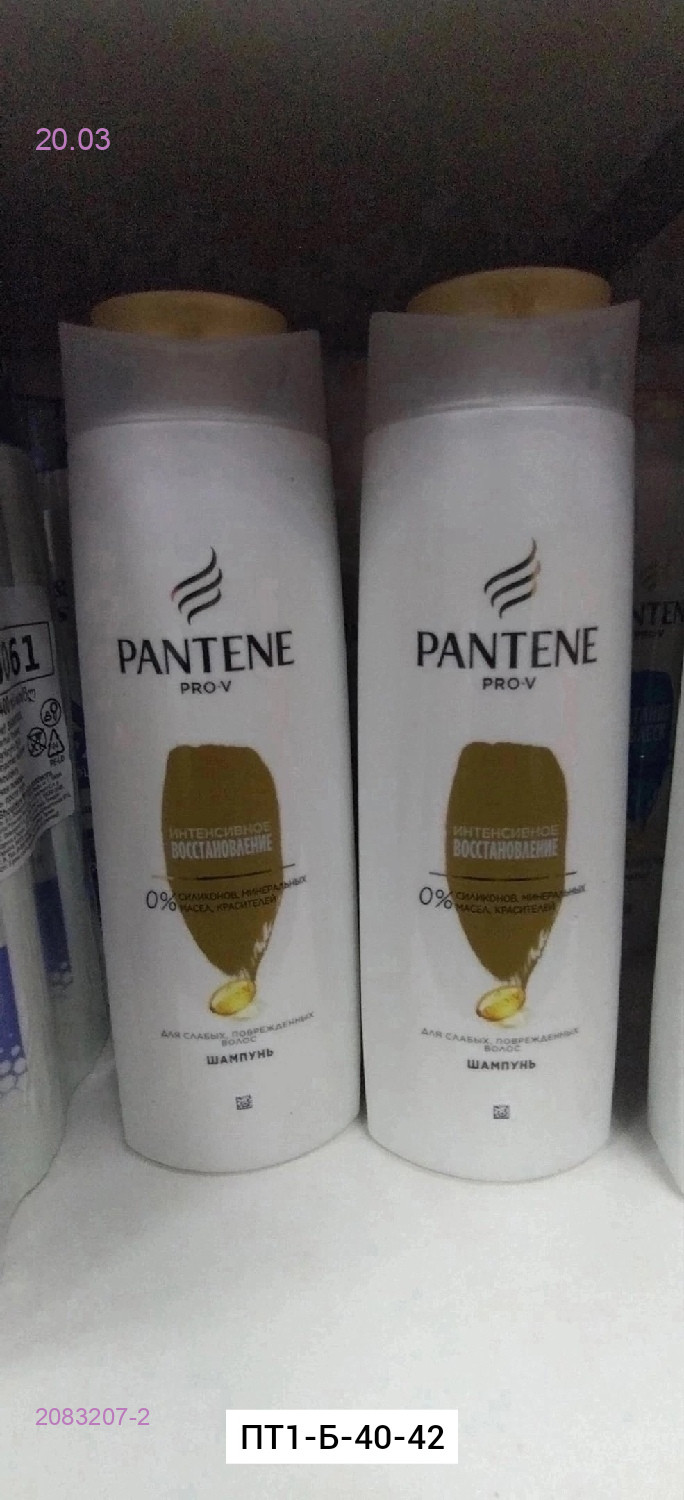 20.03
PANTENE
PRO-V
ИНТЕНСИВНОЕ
ВОССТАНОВЛЕНИЕ
0% СИЛИКОНОВ, МИНЕРАЛЬНЫХ
МАСЕЛ, КРАСИТЕЛЕЙ
ДЛЯ СЛАБЫХ, ПОВРЕЖДЕННЫХ
ВОЛОС
ШАМПУНЬ
PANTENE
PRO-V
ИНТЕНСИВНОЕ
ВОССТАНОВЛЕНИЕ
0% СИЛИКОНОВ, МИНЕРАЛЬНЫХ
МАСЕЛ, КРАСИТЕЛЕЙ
ДЛЯ СЛАБЫХ, ПОВРЕЖДЕННЫХ
ВОЛОС
ШАМПУНЬ
061
2083207-2
ПТ1-Б-40-42